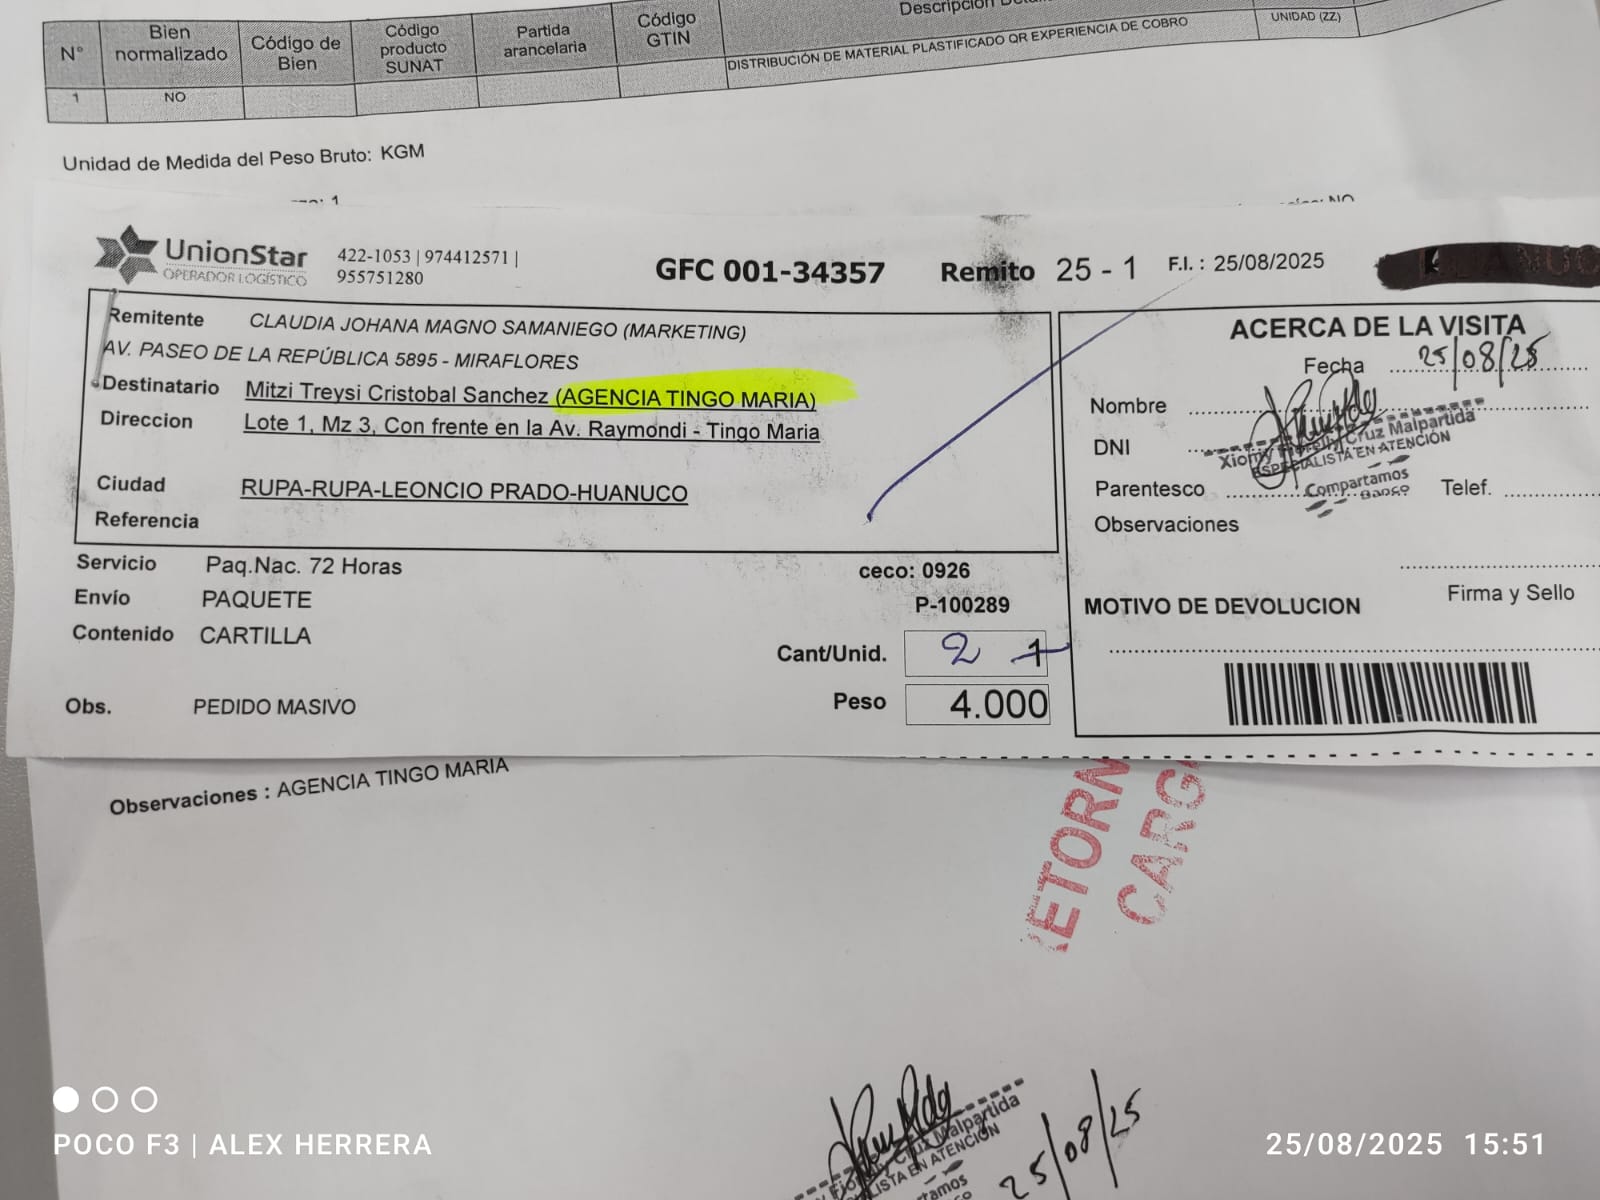 N° Bien normalizado Código de Bien Código producto SUNAT Partida arancelaria Código GTIN Descripción
1 NO DISTRIBUCIÓN DE MATERIAL PLASTIFICADO QR EXPERIENCIA DE COBRO UNIDAD (ZZ)
Unidad de Medida del Peso Bruto: KGM
: 1
NO
UnionStar
OPERADOR LOGÍSTICO
422-1053 | 974412571 |
955751280
GFC 001-34357 Remito 25 - 1 F.I. : 25/08/2025
Remitente CLAUDIA JOHANA MAGNO SAMANIEGO (MARKETING)
AV. PASEO DE LA REPÚBLICA 5895 - MIRAFLORES
Destinatario Mitzi Treysi Cristobal Sanchez (AGENCIA TINGO MARIA)
Direccion Lote 1, Mz 3, Con frente en la Av. Raymondi - Tingo Maria
Ciudad RUPA-RUPA-LEONCIO PRADO-HUANUCO
Referencia
Servicio Paq.Nac. 72 Horas
Envío PAQUETE
Contenido CARTILLA
Obs. PEDIDO MASIVO
ceco: 0926
P-100289
Cant/Unid. 2 1
Peso 4.000
ACERCA DE LA VISITA
Fecha 25/08/25
Nombre
DNI
Cruz Malpartida
ESPECIALISTA EN ATENCIÓN
Compartamos
Banco
Parentesco Telef.
Observaciones
Firma y Sello
MOTIVO DE DEVOLUCION
Observaciones : AGENCIA TINGO MARIA
ETORN
CARG
Cruz Malpartida
LISTA EN ATENCIÓN
tamos
25/08/25
POCO F3 | ALEX HERRERA
25/08/2025 15:51